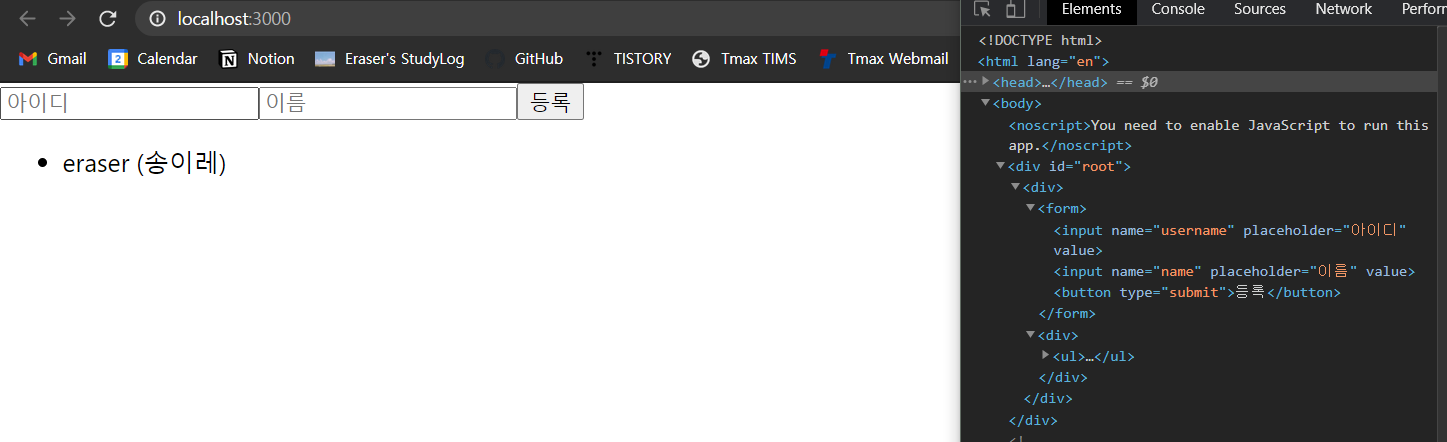 localhost:3000
Gmail Calendar Notion Eraser's StudyLog GitHub TISTORY Tmax TIMS Tmax Webmail
아이디 이름 등록
• eraser (송이레)
Elements Console Sources Network Perforn
<!DOCTYPE html>
<html lang="en">
<head>…</head> == $0
<body>
<noscript>You need to enable JavaScript to run this
app.</noscript>
<div id="root">
<div>
<form>
<input name="username" placeholder="아이디"
value>
<input name="name" placeholder="이름" value>
<button type="submit">등록</button>
</form>
<div>
<ul>…</ul>
</div>
</div>
</div>